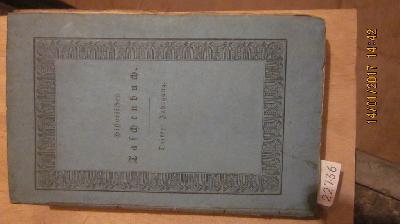 Historisches
Taschenbuch.
Dritter Jahrgang.
22736
14/01/2017 14:42